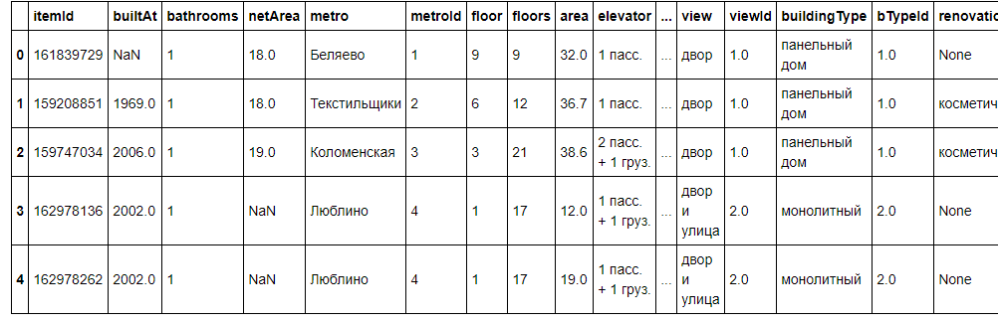 itemId builtAt bathrooms netArea metro metroId floor floors area elevator ... view viewId buildingType bTypeId renovatic
0 161839729 NaN 1 18.0 Беляево 1 9 9 32.0 1 пасс. ... двор 1.0 панельный дом 1.0 None
1 159208851 1969.0 1 18.0 Текстильщики 2 6 12 36.7 1 пасс. ... двор 1.0 панельный дом 1.0 косметич
2 159747034 2006.0 1 19.0 Коломенская 3 3 21 38.6 2 пасс. + 1 груз. ... двор 1.0 панельный дом 1.0 косметич
3 162978136 2002.0 1 NaN Люблино 4 1 17 12.0 1 пасс. + 1 груз. ... двор и улица 2.0 монолитный 2.0 None
4 162978262 2002.0 1 NaN Люблино 4 1 17 19.0 1 пасс. + 1 груз. ... двор и улица 2.0 монолитный 2.0 None